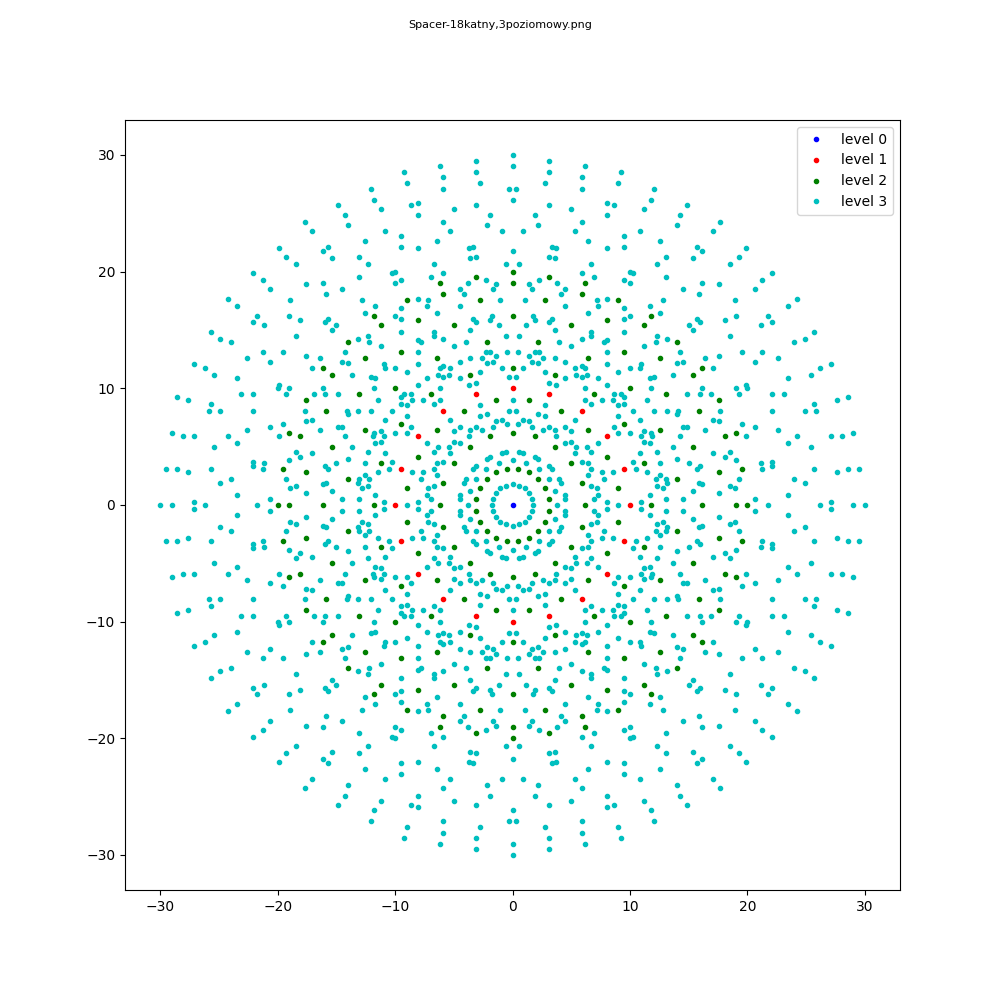 Spacer-18katny,3poziomowy.png
level 0
level 1
level 2
level 3
30
20
10
0
−10
−20
−30
−30 −20 −10 0 10 20 30